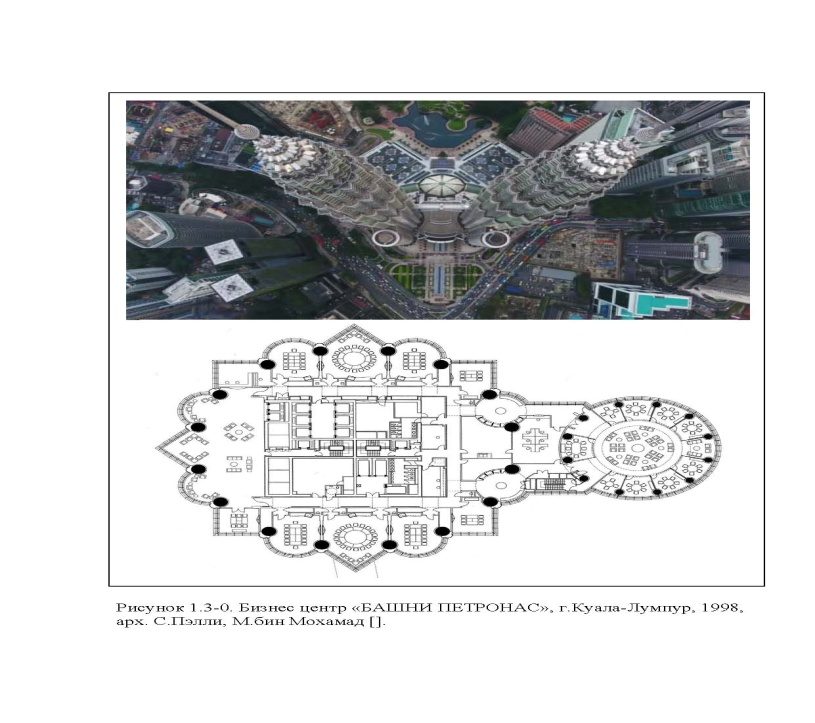 Рисунок 1.3-0. Бизнес центр «БАШНИ ПЕТРОНАС», г.Куала-Лумпур, 1998,
арх. С.Пэлли, М.бин Мохамад [].